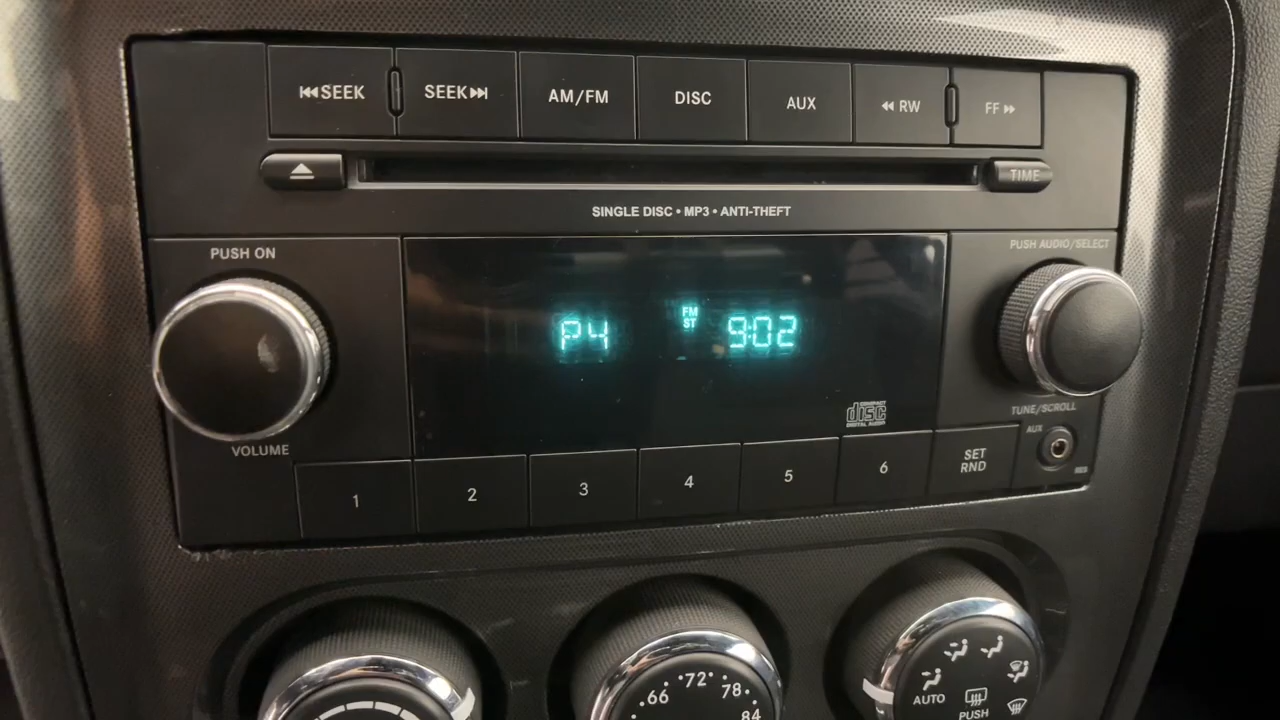 SEEK
SEEK
AM/FM
DISC
AUX
RW
FF
TIME
SINGLE DISC • MP3 • ANTI-THEFT
PUSH ON
PUSH AUDIO/SELECT
P4
FM
ST
9:02
COMPACT
disc
DIGITAL AUDIO
VOLUME
TUNE/SCROLL
AUX
RES
1
2
3
4
5
6
SET
RND
66
72
78
84
AUTO
PUSH